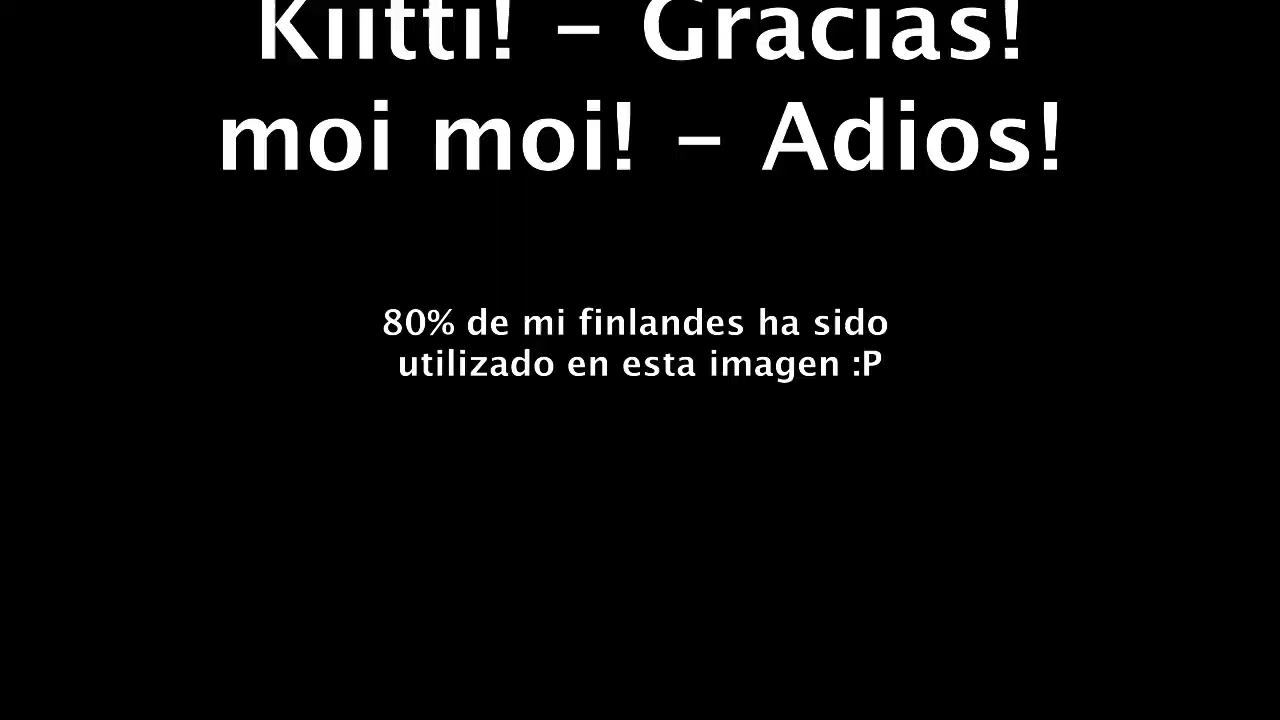 Kiitti! – Gracias!
moi moi! – Adios!
80% de mi finlandes ha sido
utilizado en esta imagen :P